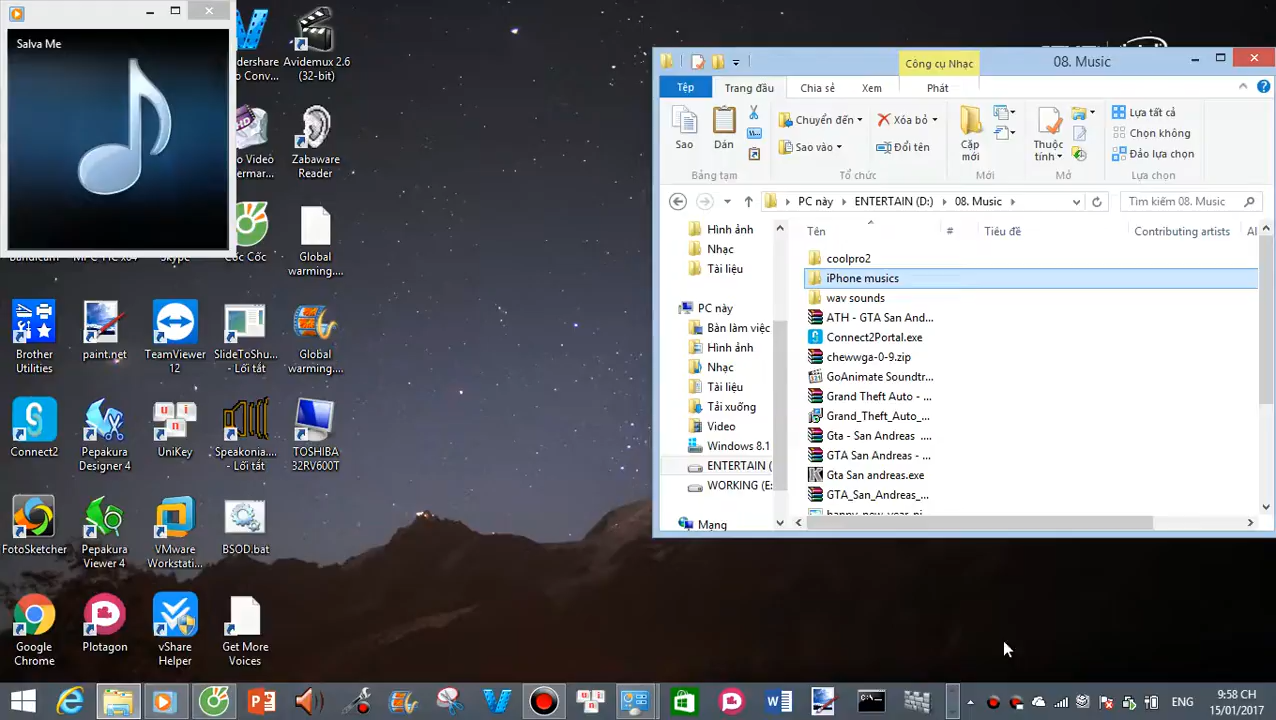 Salva Me
dershare
o Conv...
Avidemux 2.6
(32-bit)
Video
ermar...
Zabaware
Reader
Bandicam
MPC-HC x64
Skype
Cốc Cốc
Global
warming....
Brother
Utilities
paint.net
TeamViewer
12
SlideToShu...
- Lối tắt
Global
warming....
Connect2
Pepakura
Designer 4
UniKey
Speakonia....
- Lối tắt
TOSHIBA
32RV600T
FotoSketcher
Pepakura
Viewer 4
VMware
Workstati...
BSOD.bat
Google
Chrome
Plotagon
vShare
Helper
Get More
Voices
Công cụ Nhạc
08. Music
Tệp
Trang đầu
Chia sẻ
Xem
Phát
Sao
Dán
Chuyển đến
Sao vào
Xóa bỏ
Đổi tên
Cặp
mới
Thuộc
tính
Lựa tất cả
Chọn không
Đảo lựa chọn
Bảng tạm
Tổ chức
Mới
Mở
Lựa chọn
PC này
ENTERTAIN (D:)
08. Music
Tìm kiếm 08. Music
Hình ảnh
Nhạc
Tài liệu
PC này
Bàn làm việc
Hình ảnh
Nhạc
Tài liệu
Tải xuống
Video
Windows 8.1
ENTERTAIN (
WORKING (E:
Mạng
Tên
#
Tiêu đề
Contributing artists
Al
coolpro2
iPhone musics
wav sounds
ATH - GTA San And...
Connect2Portal.exe
chewwga-0-9.zip
GoAnimate Soundtr...
Grand Theft Auto - ...
Grand_Theft_Auto_...
Gta - San Andreas ....
GTA San Andreas - ...
Gta San andreas.exe
GTA_San_Andreas_...
ENG
9:58 CH
15/01/2017